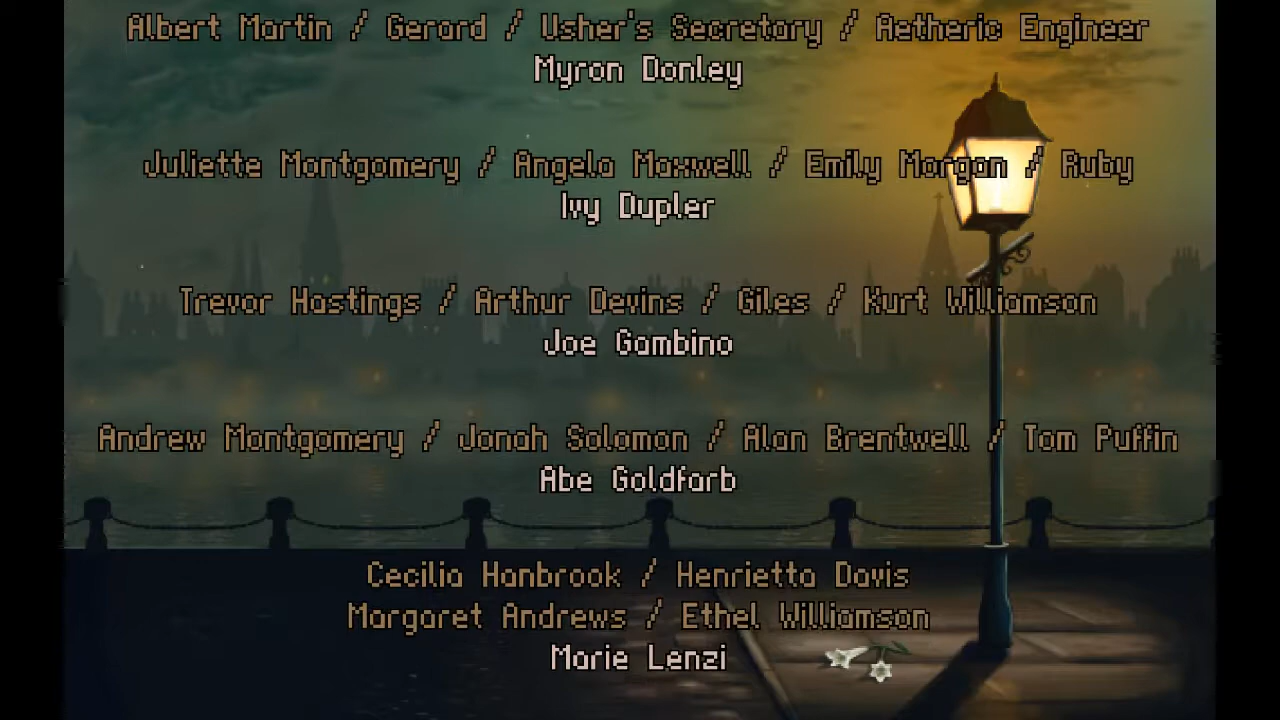 Albert Martin / Gerard / Usher's Secretary / Aetheric Engineer
Myron Donley
Juliette Montgomery / Angela Maxwell / Emily Morgan / Ruby
Ivy Dupler
Trevor Hastings / Arthur Devins / Giles / Kurt Williamson
Joe Gambino
Andrew Montgomery / Jonah Solomon / Alan Brentwell / Tom Puffin
Abe Goldfarb
Cecilia Hanbrook / Henrietta Davis
Margaret Andrews / Ethel Williamson
Marie Lenzi